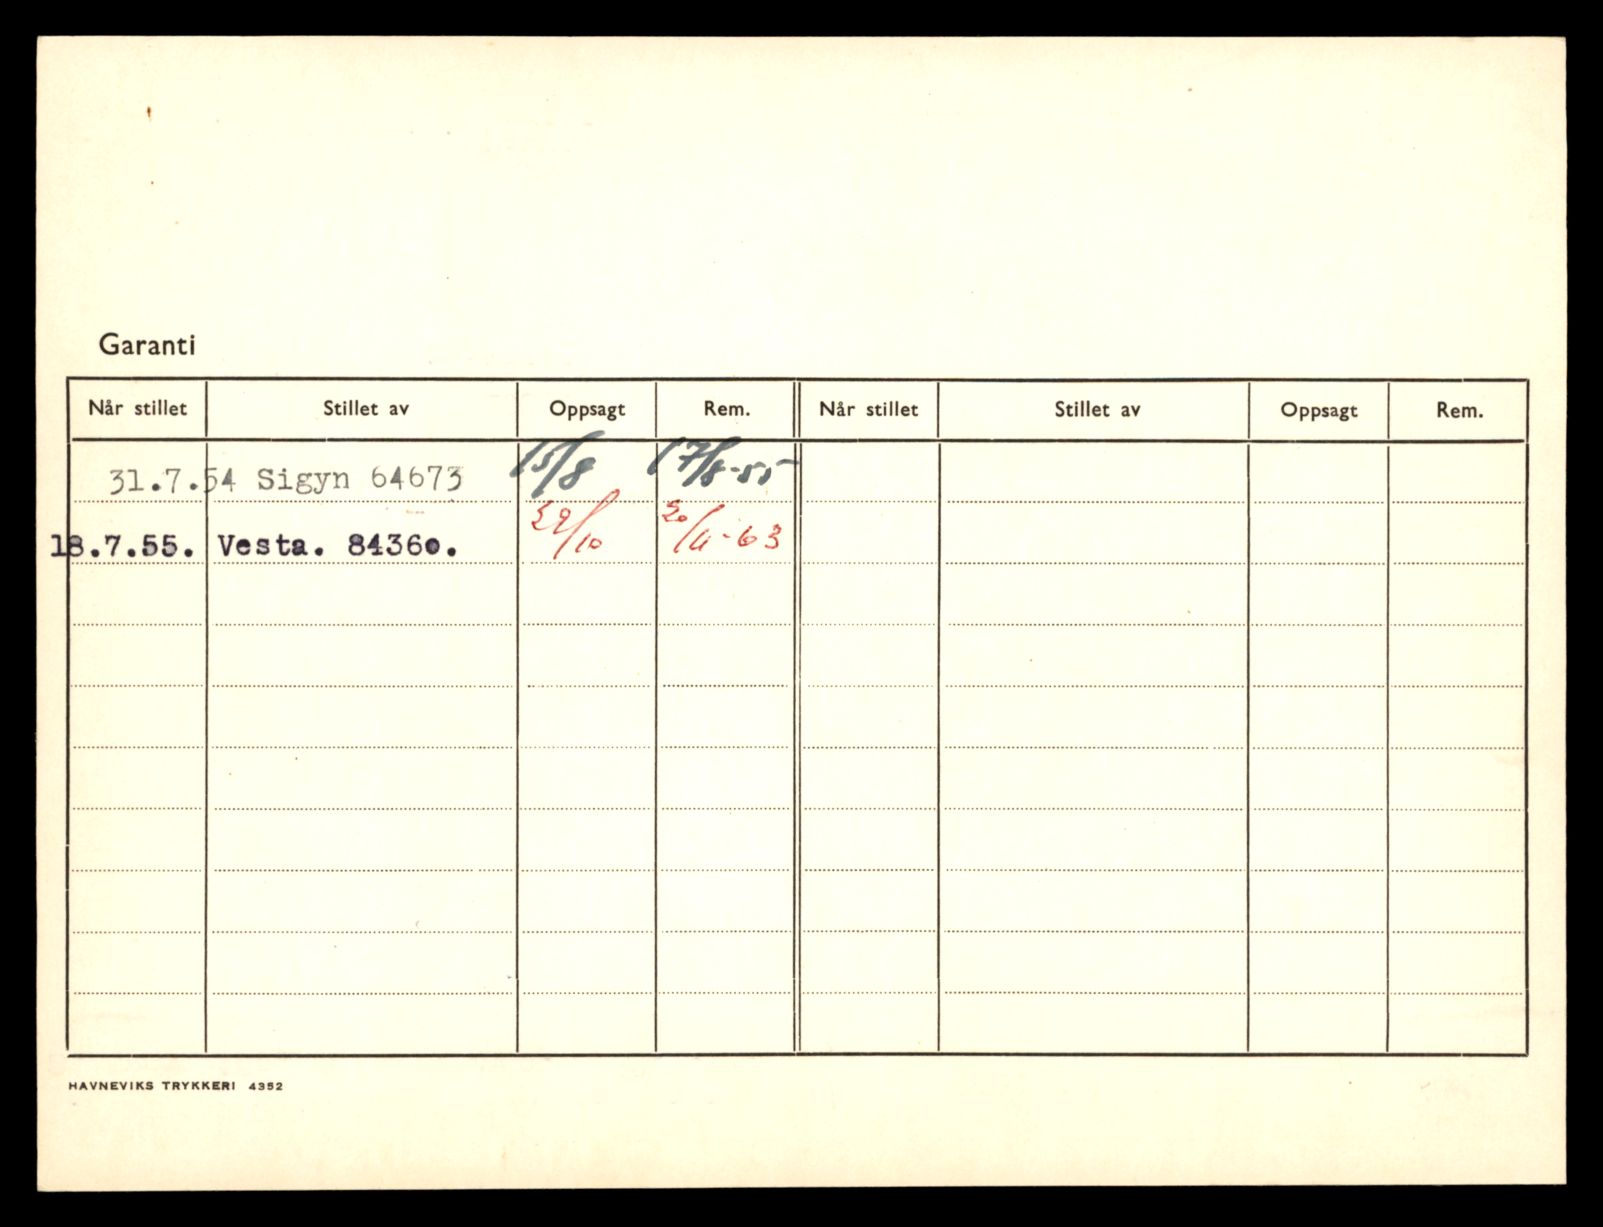 Garanti
Når stillet Stillet av Oppsagt Rem. Når stillet Stillet av Oppsagt Rem.
31.7.54 Sigyn 64673 15/8 17/8-55
18.7.55. Vesta. 84360. 29/10 20/11-63
HAVNEVIKS TRYKKERI 4352